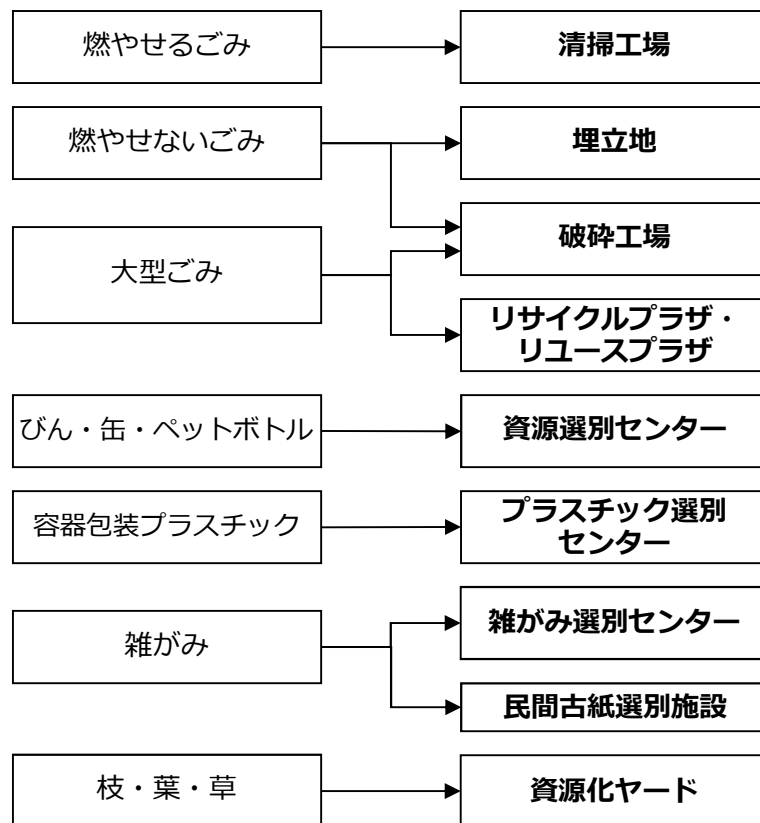 燃やせるごみ
清掃工場
燃やせないごみ
埋立地
破砕工場
大型ごみ
リサイクルプラザ・
リユースプラザ
びん・缶・ペットボトル
資源選別センター
容器包装プラスチック
プラスチック選別
センター
雑がみ
雑がみ選別センター
民間古紙選別施設
枝・葉・草
資源化ヤード